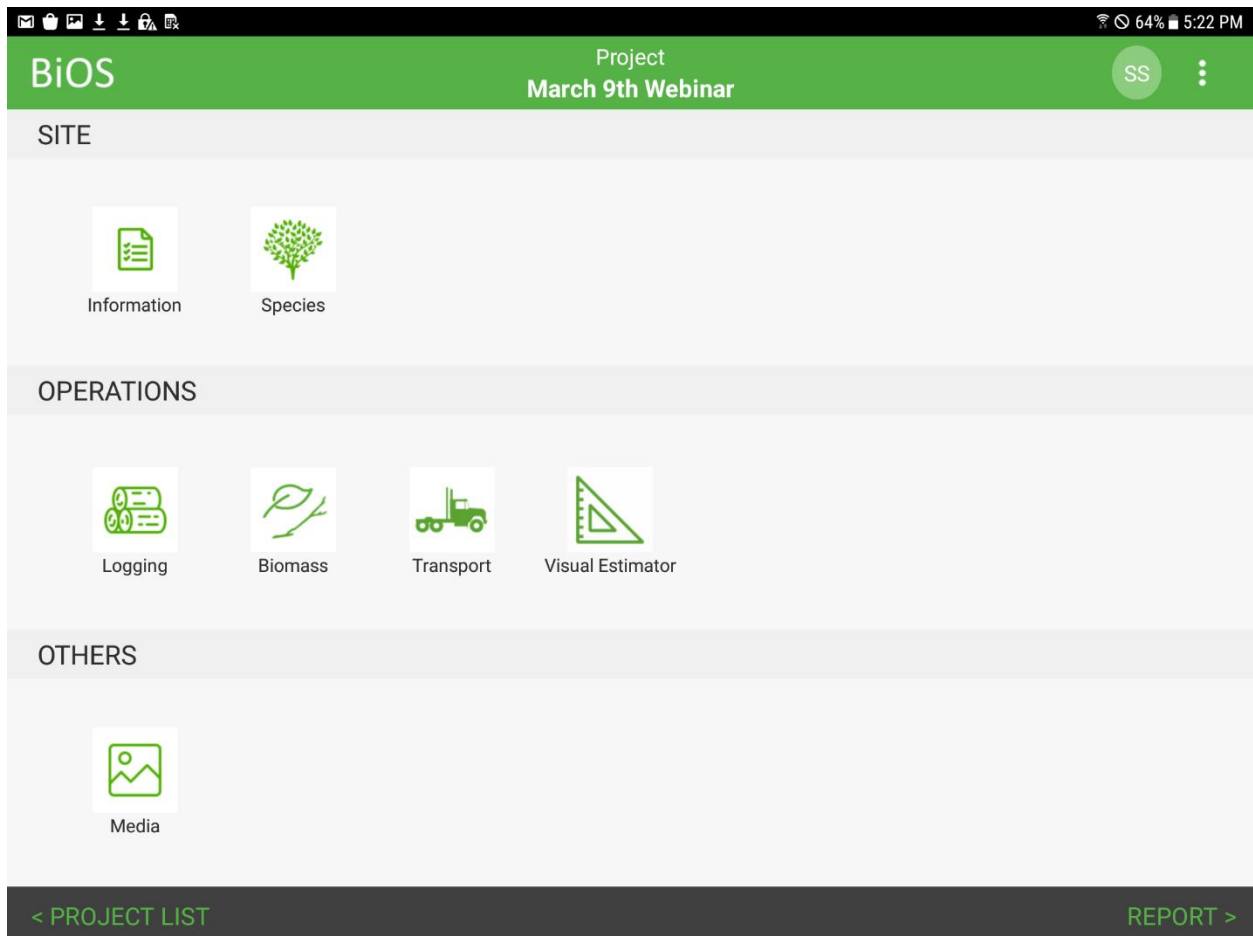 64% 5:22 PM
BiOS
Project
March 9th Webinar
SS
SITE
Information
Species
OPERATIONS
Logging
Biomass
Transport
Visual Estimator
OTHERS
Media
< PROJECT LIST
REPORT >